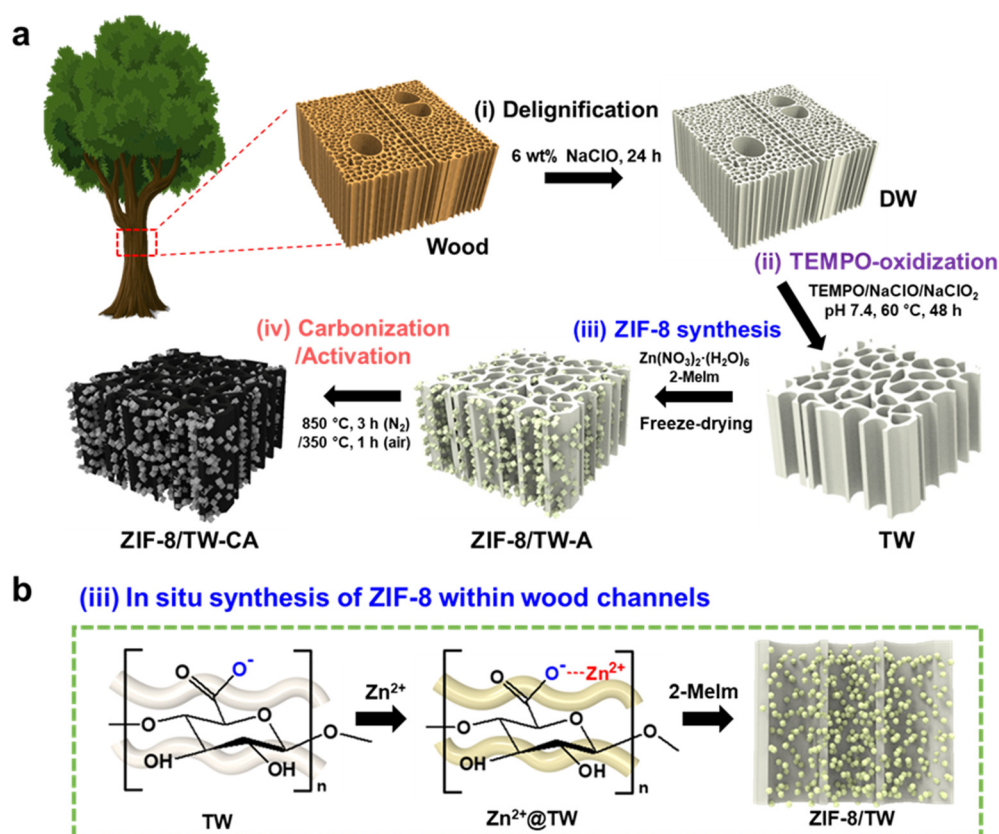 a
(i) Delignification
6 wt% NaClO, 24 h
Wood
DW
(ii) TEMPO-oxidization
TEMPO/NaClO/NaClO₂
pH 7.4, 60 °C, 48 h
(iv) Carbonization
/Activation
850 °C, 3 h (N₂)
/350 °C, 1 h (air)
(iii) ZIF-8 synthesis
Zn(NO₃)₂·(H₂O)₆
2-MeIm
Freeze-drying
ZIF-8/TW-CA
ZIF-8/TW-A
TW
b
(iii) In situ synthesis of ZIF-8 within wood channels
O O⁻
O O O
OH OH
n
TW
Zn²⁺
O O⁻ Zn²⁺
O O O
OH OH
n
Zn²⁺@TW
2-MeIm
ZIF-8/TW